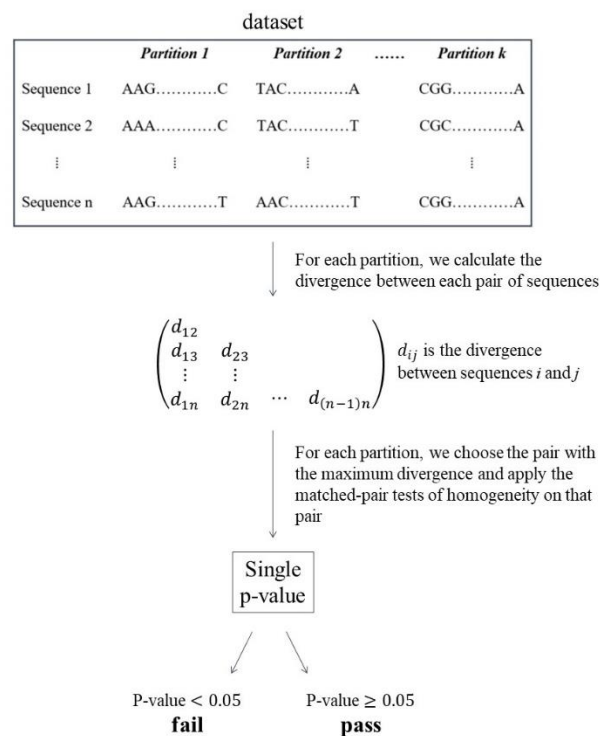 dataset
Partition 1 Partition 2 …… Partition k
Sequence 1 AAG…………C TAC…………A CGG…………A
Sequence 2 AAA…………C TAC…………T CGC…………A
⁞ ⁞ ⁞ ⁞
Sequence n AAG…………T AAC…………T CGG…………A
For each partition, we calculate the
divergence between each pair of sequences
d₁₂
d₁₃ d₂₃
⋮ ⋮
d₁ₙ d₂ₙ ⋯ d₍ₙ₋₁₎ₙ
dᵢⱼ is the divergence
between sequences i and j
For each partition, we choose the pair with
the maximum divergence and apply the
matched-pair tests of homogeneity on that
pair
Single
p-value
P-value < 0.05 P-value ≥ 0.05
fail pass